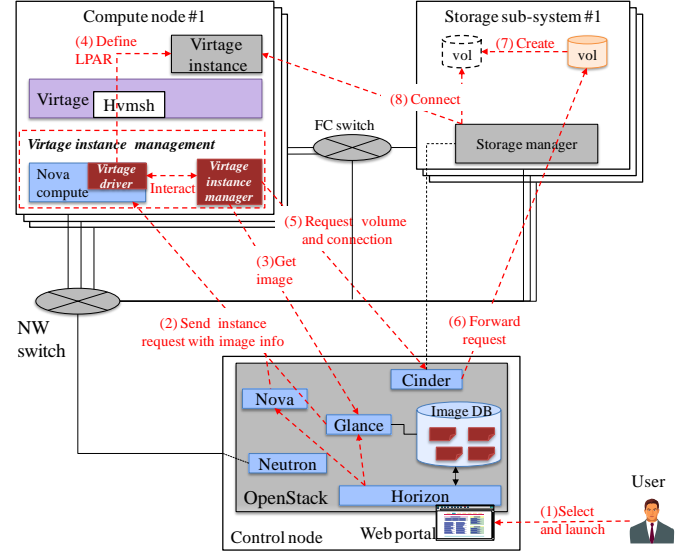 Compute node #1
Storage sub-system #1
(4) Define
LPAR
Virtage
instance
vol
(7) Create
vol
Virtage
Hvmsh
(8) Connect
FC switch
Storage manager
Virtage instance management
Nova
compute
Virtage
driver
Interact
Virtage
instance
manager
(5) Request volume
and connection
(3)Get
image
(2) Send instance
request with image info
(6) Forward
request
NW
switch
Cinder
Nova
Image DB
Glance
Neutron
OpenStack
Horizon
User
(1)Select
and launch
Control node
Web portal